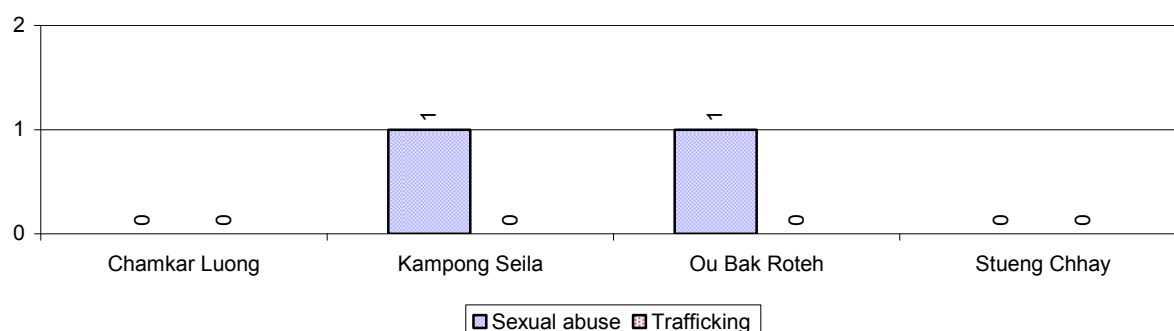 2
1
0
0 0 1 0 1 0 0 0
Chamkar Luong Kampong Seila Ou Bak Roteh Stueng Chhay
Sexual abuse Trafficking